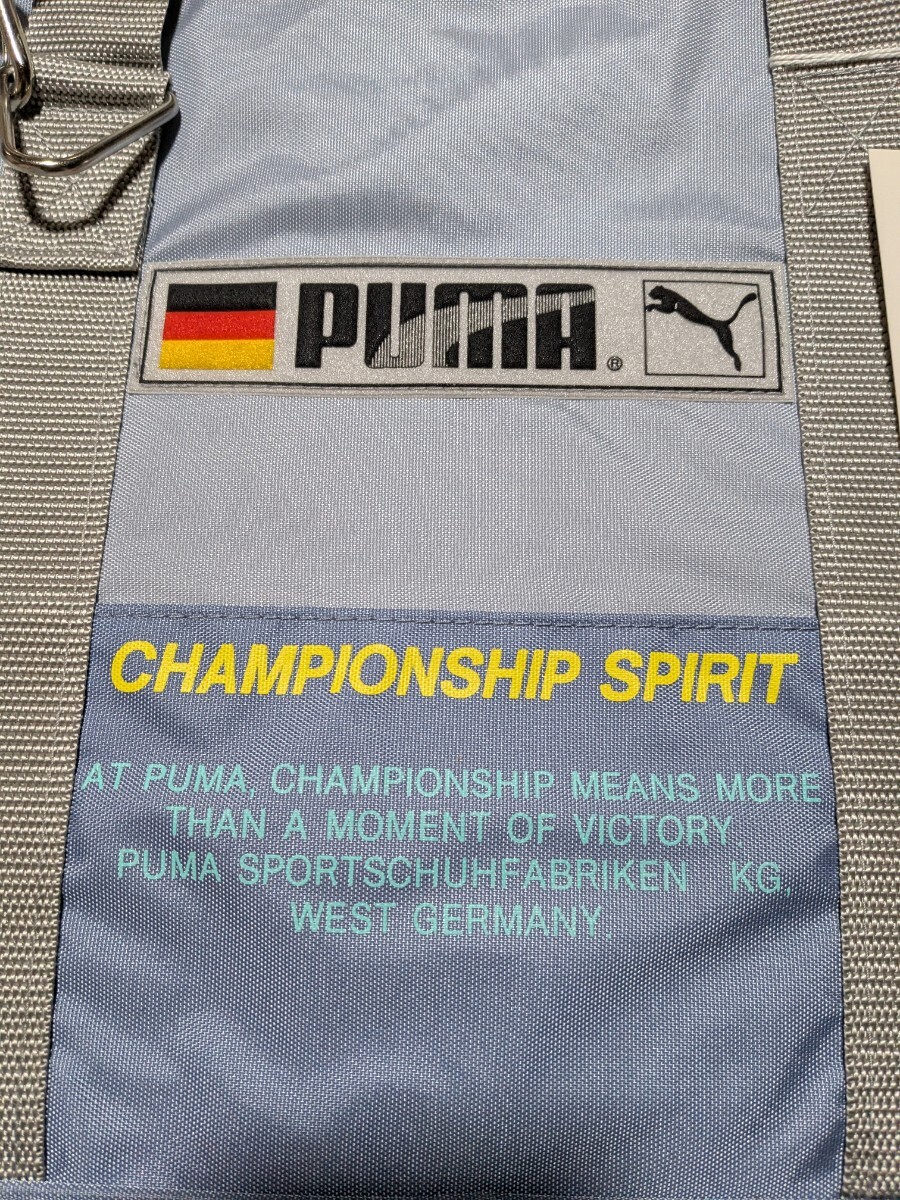 PUMA®
CHAMPIONSHIP SPIRIT
AT PUMA, CHAMPIONSHIP MEANS MORE
THAN A MOMENT OF VICTORY.
PUMA SPORTSCHUHFABRIKEN KG,
WEST GERMANY.